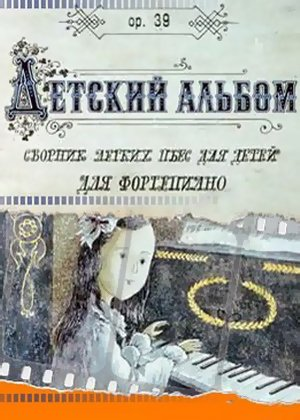 ор. 39
Детский альбом
сборник легких пьес для детей
для фортепиано